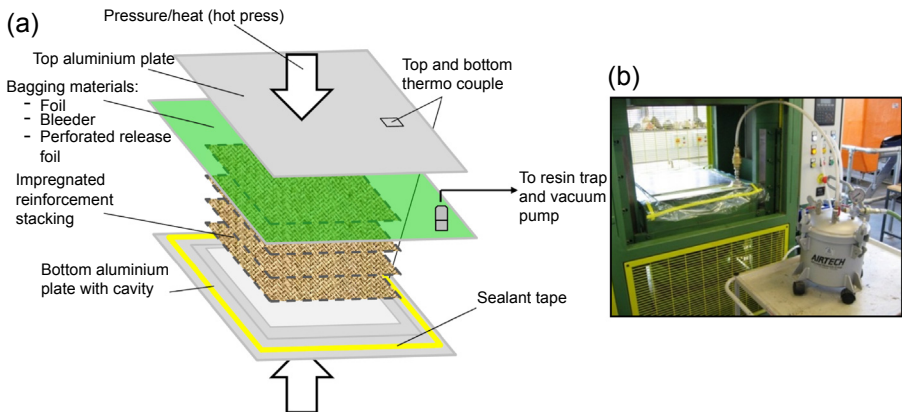 (a)
Pressure/heat (hot press)
Top aluminium plate
Bagging materials:
- Foil
- Bleeder
- Perforated release
foil
Impregnated
reinforcement
stacking
Bottom aluminium
plate with cavity
Top and bottom
thermo couple
To resin trap
and vacuum
pump
Sealant tape
(b)
AIRTECH